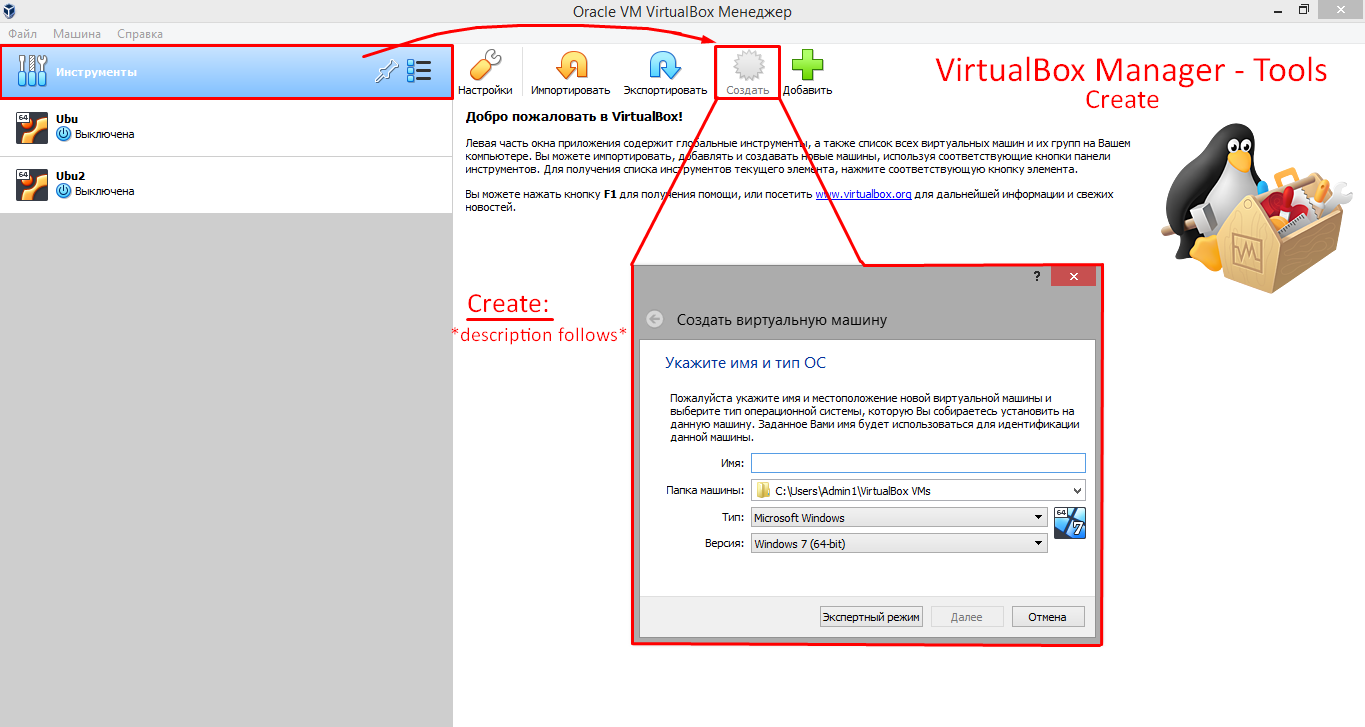 Oracle VM VirtualBox Менеджер
Файл Машина Справка
Инструменты
Настройки Импортировать Экспортировать Создать Добавить
VirtualBox Manager - Tools
Create
64
Ubu
Выключена
64
Ubu2
Выключена
Добро пожаловать в VirtualBox!
Левая часть окна приложения содержит глобальные инструменты, а также список всех виртуальных машин и их групп на Вашем
компьютере. Вы можете импортировать, добавлять и создавать новые машины, используя соответствующие кнопки панели
инструментов. Для получения списка инструментов текущего элемента, нажмите соответствующую кнопку элемента.
Вы можете нажать кнопку F1 для получения помощи, или посетить www.virtualbox.org для дальнейшей информации и свежих
новостей.
Create:
*description follows*
?
Создать виртуальную машину
Укажите имя и тип ОС
Пожалуйста укажите имя и местоположение новой виртуальной машины и
выберите тип операционной системы, которую Вы собираетесь установить на
данную машину. Заданное Вами имя будет использоваться для идентификации
данной машины.
Имя:
Папка машины: C:\Users\Admin1\VirtualBox VMs
Тип: Microsoft Windows
64
7
Версия: Windows 7 (64-bit)
Экспертный режим Далее Отмена